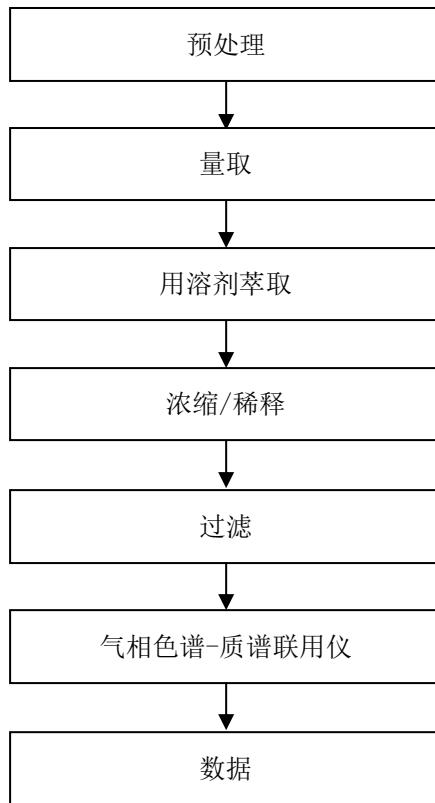 预处理
量取
用溶剂萃取
浓缩/稀释
过滤
气相色谱-质谱联用仪
数据